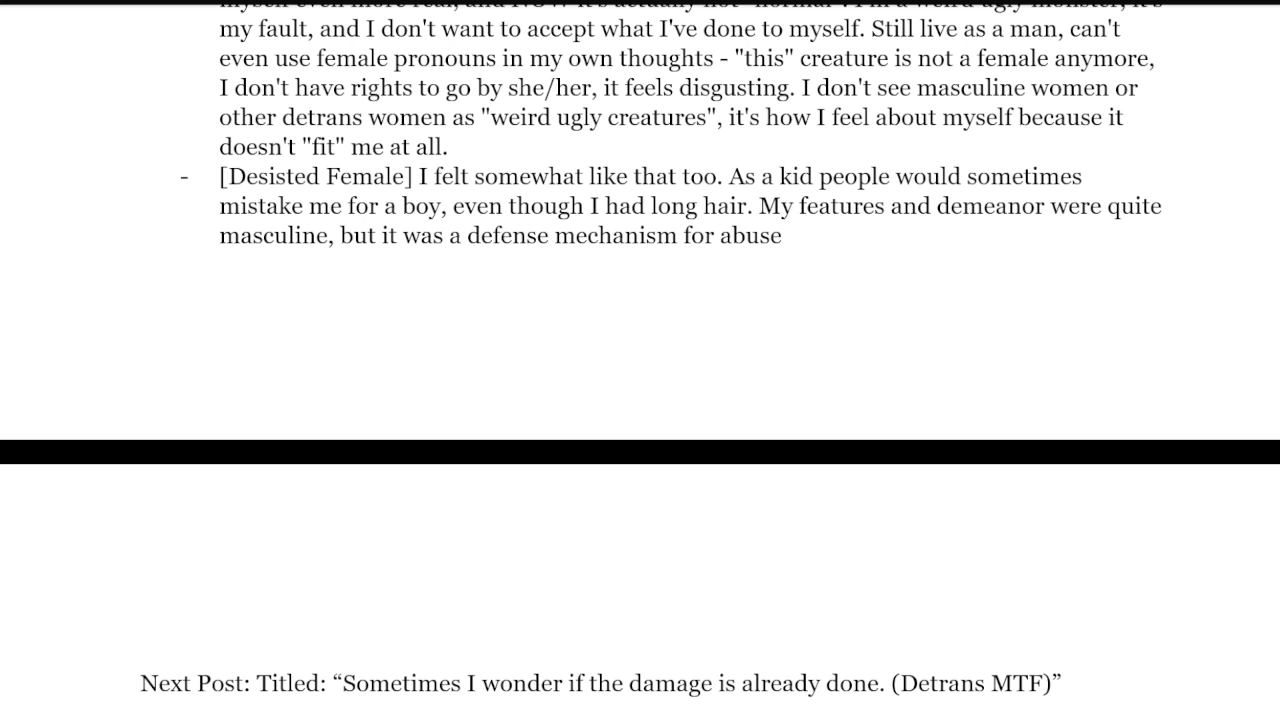 my fault, and I don't want to accept what I've done to myself. Still live as a man, can't
even use female pronouns in my own thoughts - "this" creature is not a female anymore,
I don't have rights to go by she/her, it feels disgusting. I don't see masculine women or
other detrans women as "weird ugly creatures", it's how I feel about myself because it
doesn't "fit" me at all.
- [Desisted Female] I felt somewhat like that too. As a kid people would sometimes
mistake me for a boy, even though I had long hair. My features and demeanor were quite
masculine, but it was a defense mechanism for abuse
Next Post: Titled: “Sometimes I wonder if the damage is already done. (Detrans MTF)”